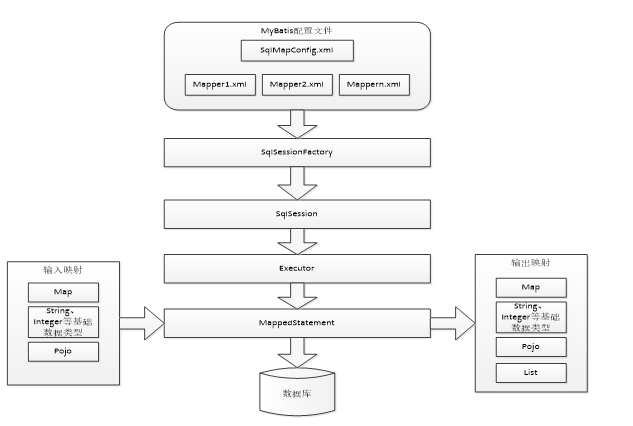 MyBatis配置文件
SqlMapConfig.xml
Mapper1.xml
Mapper2.xml
Mappern.xml
SqlSessionFactory
SqlSession
Executor
输入映射
Map
String、
Integer等基础
数据类型
Pojo
MappedStatement
输出映射
Map
String、
Integer等基础
数据类型
Pojo
List
数据库